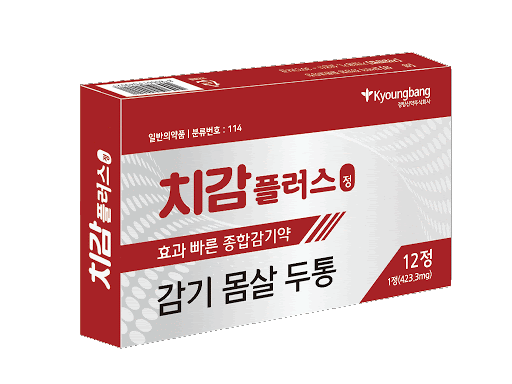 Kyoungbang
경방신약주식회사
일반의약품 | 분류번호 : 114
치감플러스정
효과 빠른 종합감기약
감기 몸살 두통
12정
1정(423.3mg)
치감플러스정